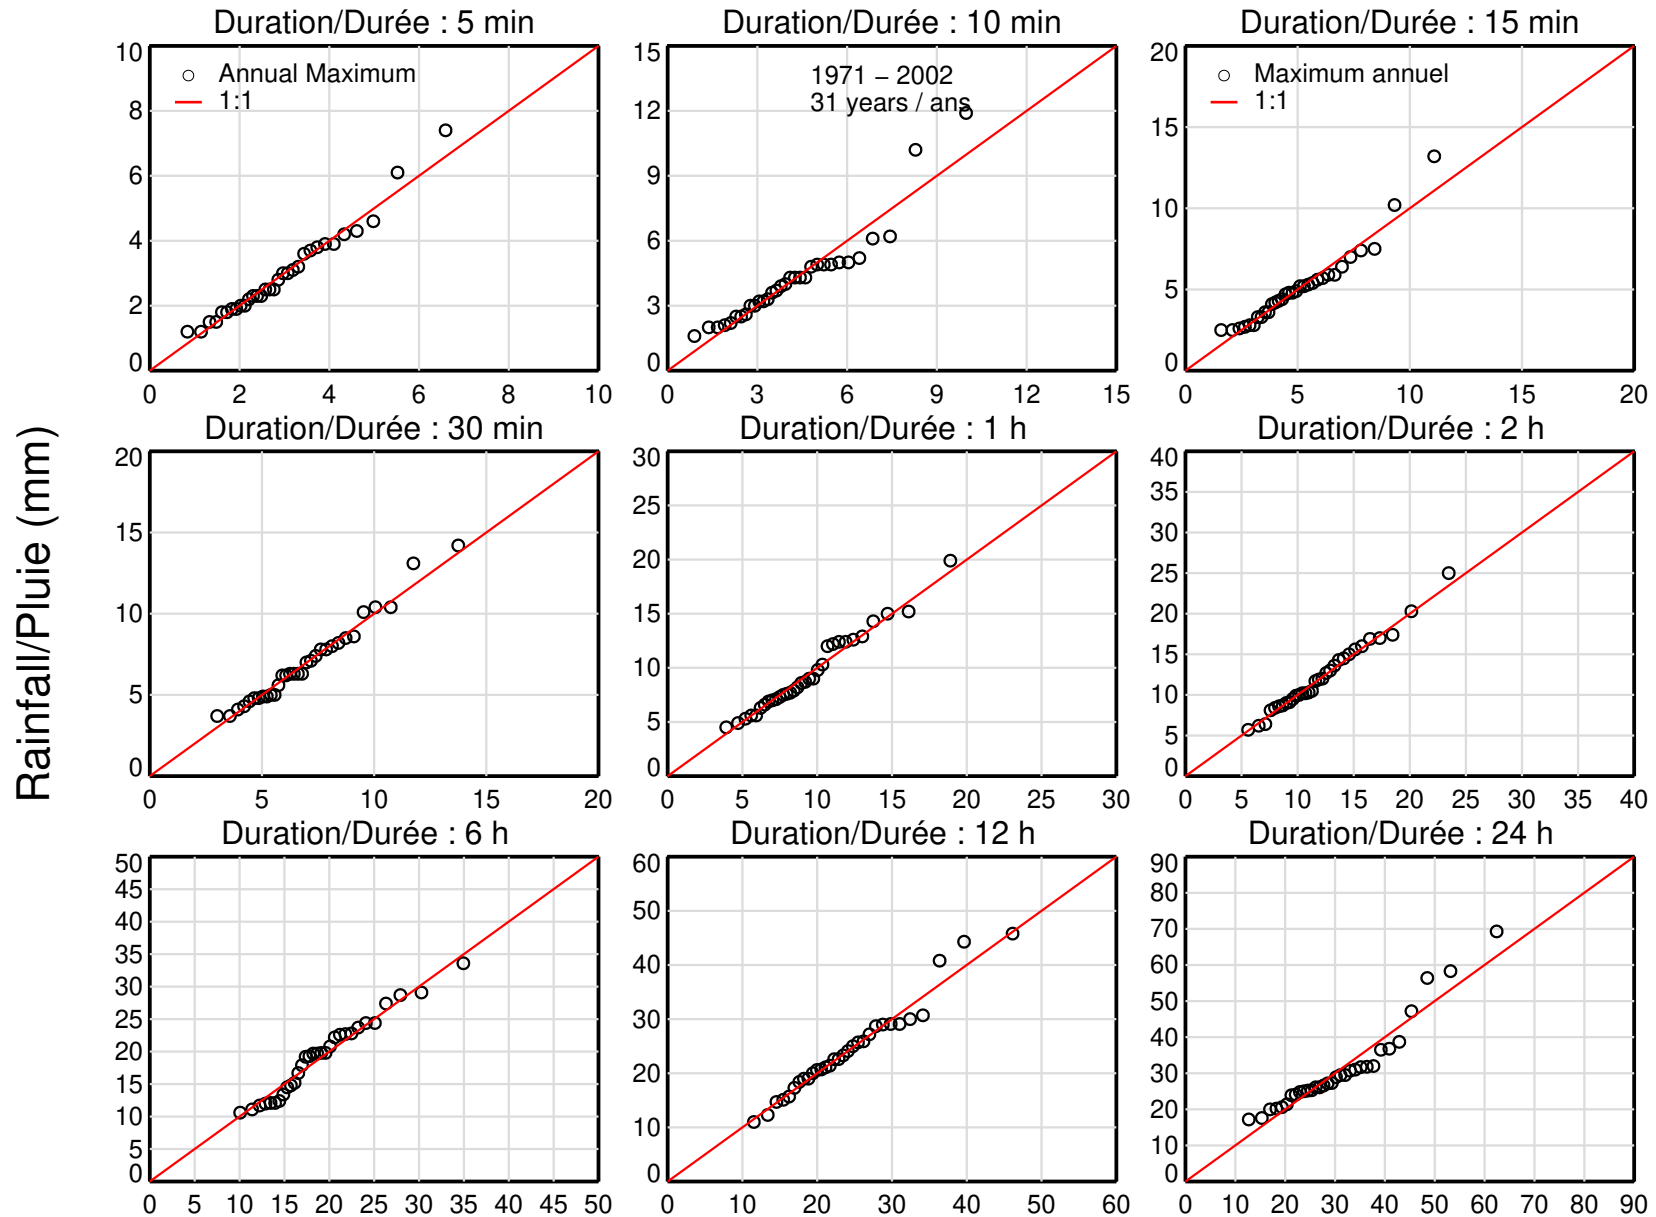 Rainfall/Pluie (mm)
Duration/Durée : 5 min
Annual Maximum
1:1
10
8
6
4
2
0
0 2 4 6 8 10
Duration/Durée : 10 min
1971 – 2002
31 years / ans
15
12
9
6
3
0
0 3 6 9 12 15
Duration/Durée : 15 min
Maximum annuel
1:1
20
15
10
5
0
0 5 10 15 20
Duration/Durée : 30 min
20
15
10
5
0
0 5 10 15 20
Duration/Durée : 1 h
30
25
20
15
10
5
0
0 5 10 15 20 25 30
Duration/Durée : 2 h
40
35
30
25
20
15
10
5
0
0 5 10 15 20 25 30 35 40
Duration/Durée : 6 h
50
45
40
35
30
25
20
15
10
5
0
0 5 10 15 20 25 30 35 40 45 50
Duration/Durée : 12 h
60
50
40
30
20
10
0
0 10 20 30 40 50 60
Duration/Durée : 24 h
90
80
70
60
50
40
30
20
10
0
0 10 20 30 40 50 60 70 80 90